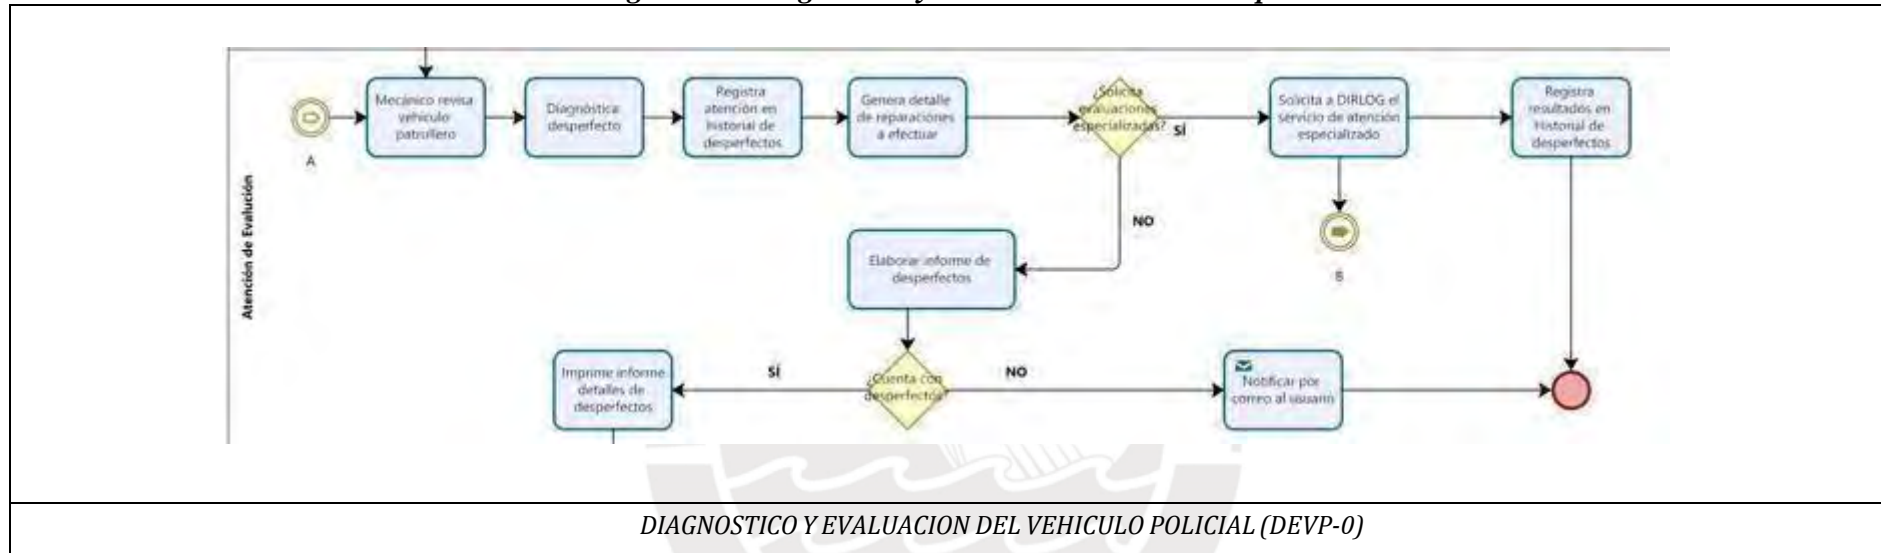 Atención de Evalución
A
Mecánico revisa
vehículo
patrullero
Diagnóstica
desperfecto
Registra
atención en
Historial de
desperfectos
Genera detalle
de reparaciones
a efectuar
¿Solicita
evaluaciones
especializadas?
SÍ
Solicita a DIRLOG el
servicio de atención
especializado
Registra
resultados en
Historial de
desperfectos
NO
B
Elaborar informe de
desperfectos
Imprime informe
detalles de
desperfectos
SÍ
¿Cuenta con
desperfectos?
NO
Notificar por
correo al usuario
DIAGNOSTICO Y EVALUACION DEL VEHICULO POLICIAL (DEVP-0)